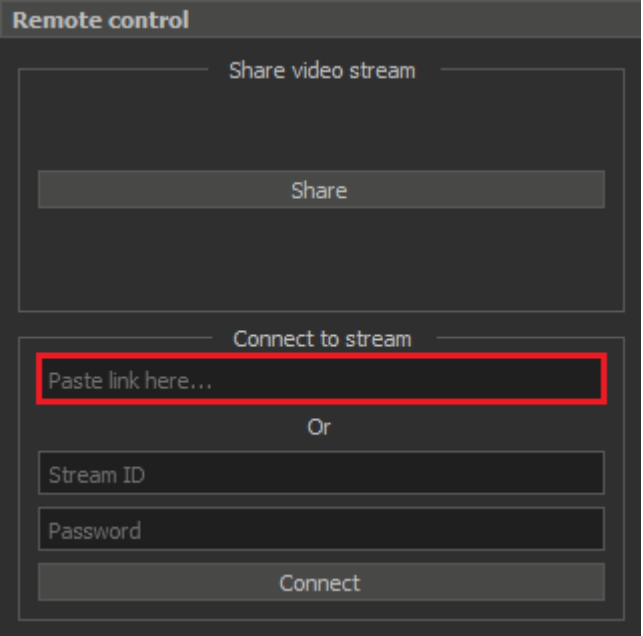 Remote control
Share video stream
Share
Connect to stream
Paste link here...
Or
Stream ID
Password
Connect